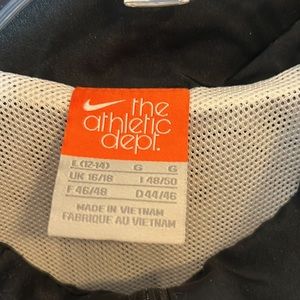 the
athletic
dept.
L (12-14) G G
UK 16/18 I 48/50
F 46/48 D 44/46
MADE IN VIETNAM
FABRIQUE AU VIETNAM